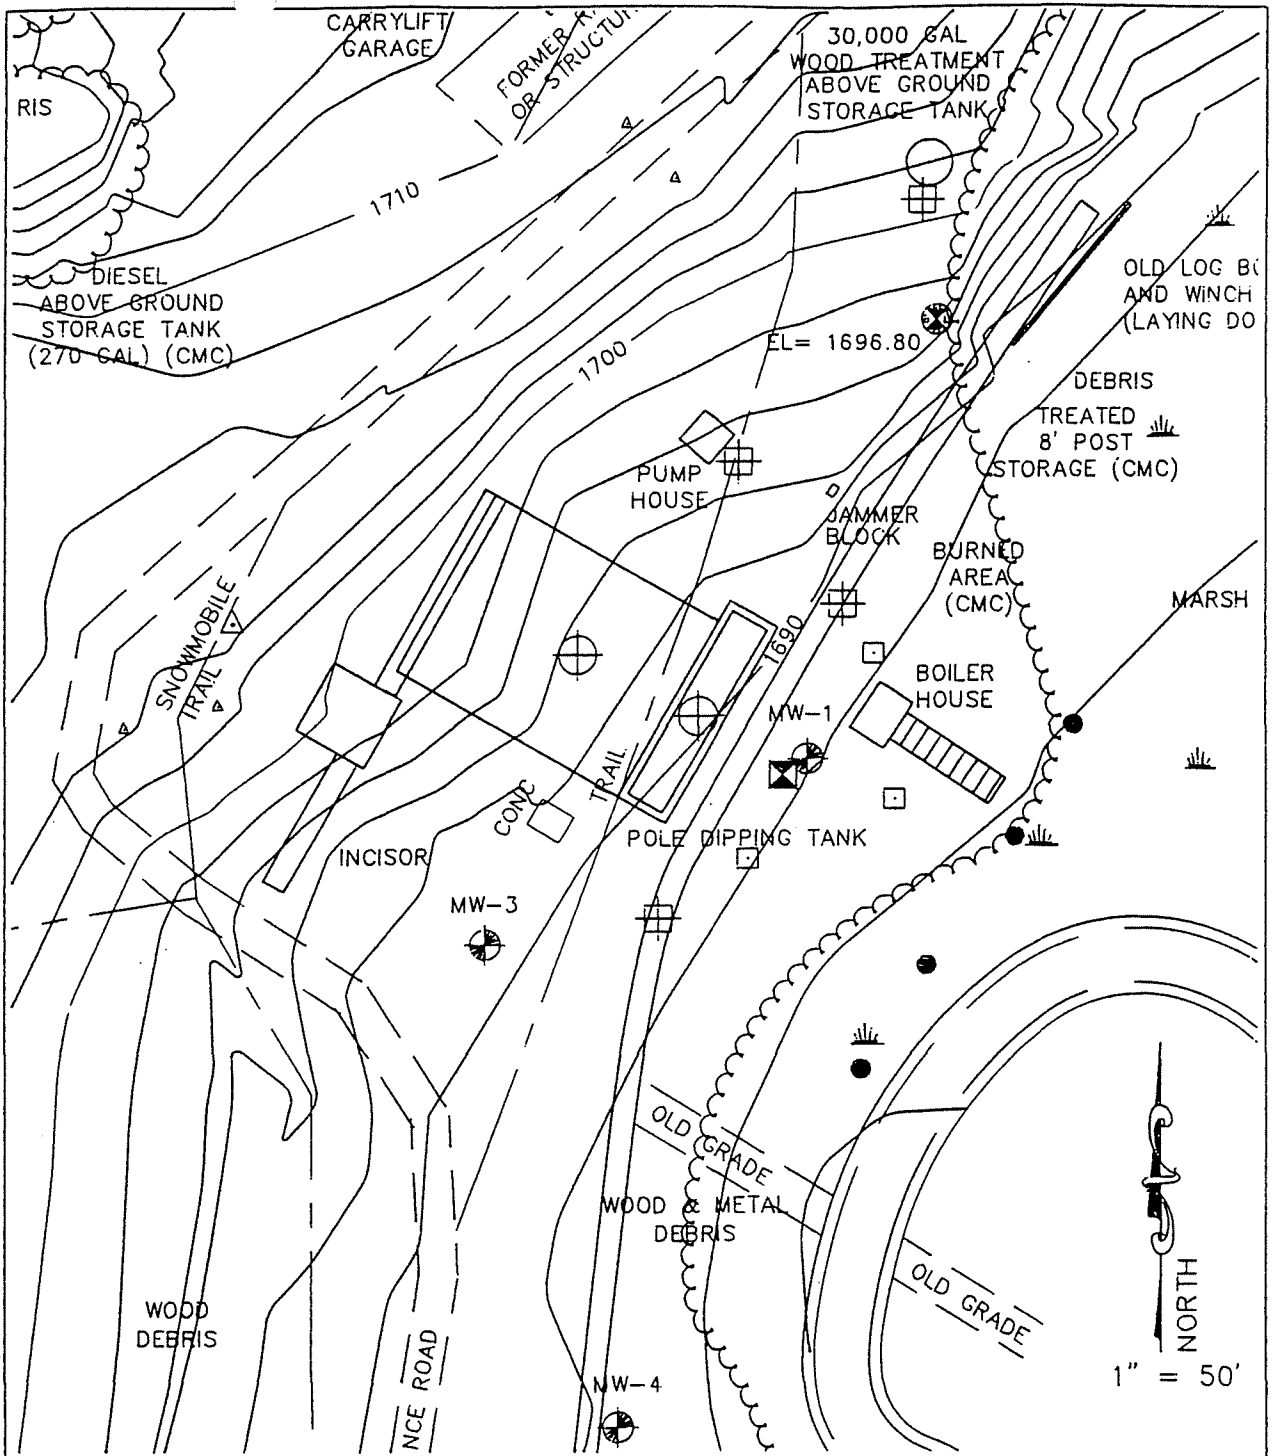 CARRYLIFT
GARAGE
FORMER
OR STRUCTURE
30,000 GAL
WOOD TREATMENT
ABOVE GROUND
STORAGE TANK
RIS
1710
DIESEL
ABOVE GROUND
STORAGE TANK
(270 GAL) (CMC)
OLD LOG
AND WINCH
(LAYING DO
EL= 1696.80
1700
DEBRIS
TREATED
8' POST
STORAGE (CMC)
PUMP
HOUSE
JAMMER
BLOCK
BURNED
AREA
(CMC)
MARSH
SNOWMOBILE
TRAIL
1690
BOILER
HOUSE
MW-1
TRAIL
CONC
POLE DIPPING TANK
INCISOR
MW-3
OLD GRADE
WOOD & METAL
DEBRIS
OLD GRADE
WOOD
DEBRIS
NCE ROAD
MW-4
NORTH
1" = 50'